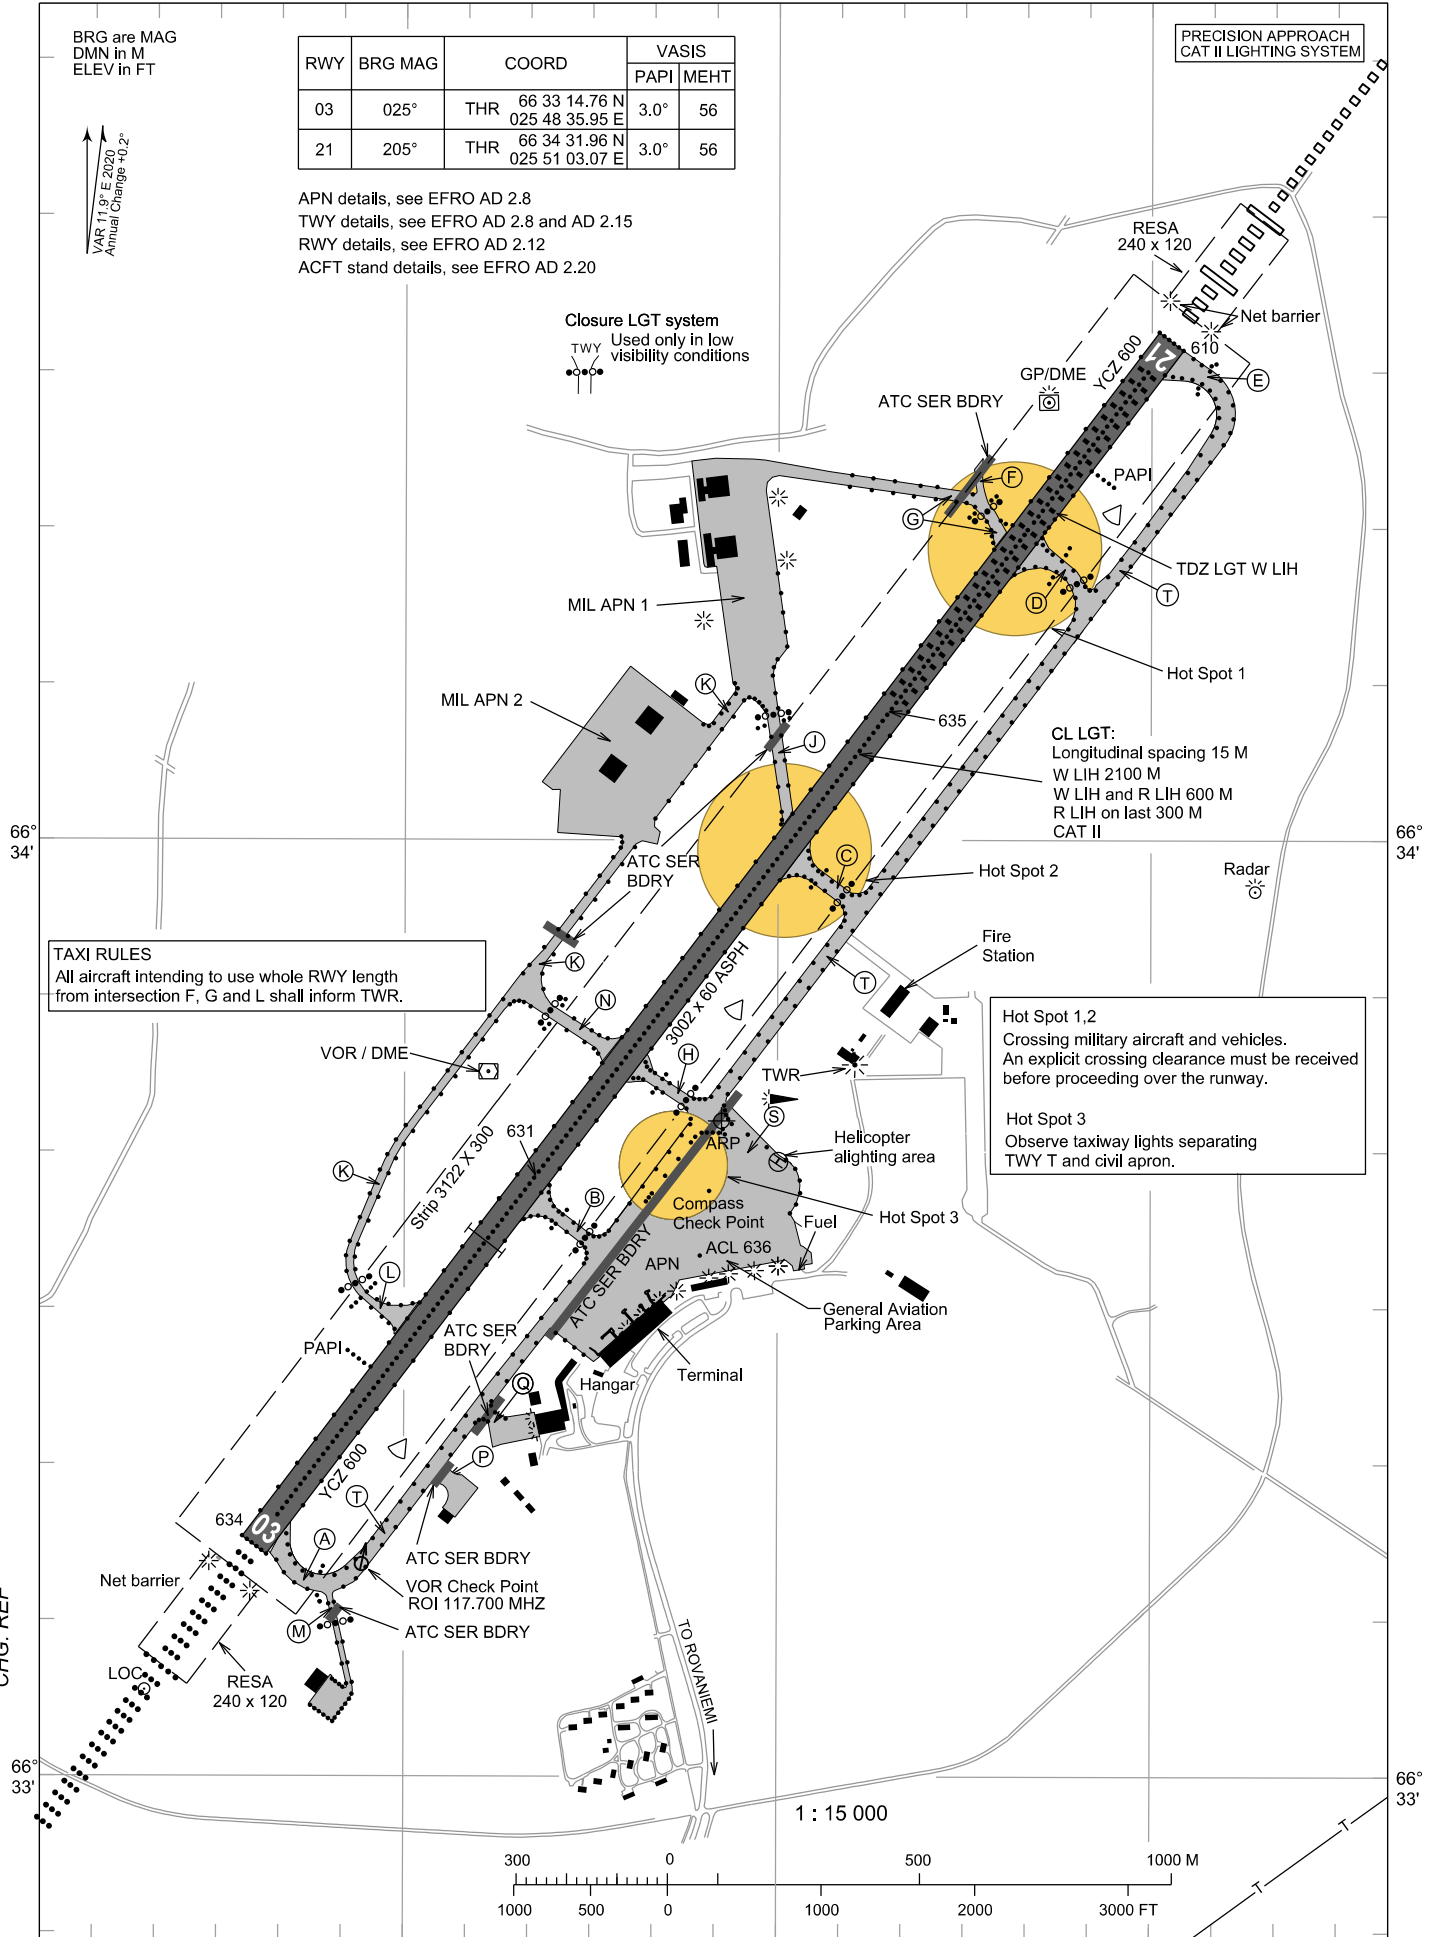 BRG are MAG
DMN in M
ELEV in FT
VAR 11.9° E 2020
Annual Change +0.2°
RWY BRG MAG COORD VASIS
PAPI MEHT
03 025° THR 66 33 14.76 N 3.0° 56
025 48 35.95 E
21 205° THR 66 34 31.96 N 3.0° 56
025 51 03.07 E
PRECISION APPROACH
CAT II LIGHTING SYSTEM
APN details, see EFRO AD 2.8
TWY details, see EFRO AD 2.8 and AD 2.15
RWY details, see EFRO AD 2.12
ACFT stand details, see EFRO AD 2.20
Closure LGT system
TWY Used only in low
visibility conditions
RESA
240 x 120
Net barrier
610
21
YCZ 600
E
GP/DME
ATC SER BDRY
F
PAPI
G
TDZ LGT W LIH
D
T
MIL APN 1
Hot Spot 1
K
MIL APN 2
635
J
CL LGT:
Longitudinal spacing 15 M
W LIH 2100 M
W LIH and R LIH 600 M
R LIH on last 300 M
CAT II
66°
34'
66°
34'
ATC SER
BDRY
C
Hot Spot 2
Radar
TAXI RULES
All aircraft intending to use whole RWY length
from intersection F, G and L shall inform TWR.
K
N
3002 x 60 ASPH
T
Fire
Station
Hot Spot 1,2
Crossing military aircraft and vehicles.
An explicit crossing clearance must be received
before proceeding over the runway.
Hot Spot 3
Observe taxiway lights separating
TWY T and civil apron.
VOR / DME
H
TWR
S
ARP
631
Helicopter
alighting area
H
K
Strip 3122 X 300
Compass
Check Point
B
Fuel
Hot Spot 3
ACL 636
APN
ATC SER BDRY
L
General Aviation
Parking Area
PAPI
ATC SER
BDRY
Terminal
Hangar
Q
P
YCZ 600
T
634
03
A
ATC SER BDRY
Net barrier
VOR Check Point
ROI 117.700 MHZ
M
ATC SER BDRY
CHG: REF
LOC
RESA
240 x 120
TO ROVANIEMI
66°
33'
66°
33'
1 : 15 000
T
T
300 0 500 1000 M
1000 500 0 1000 2000 3000 FT